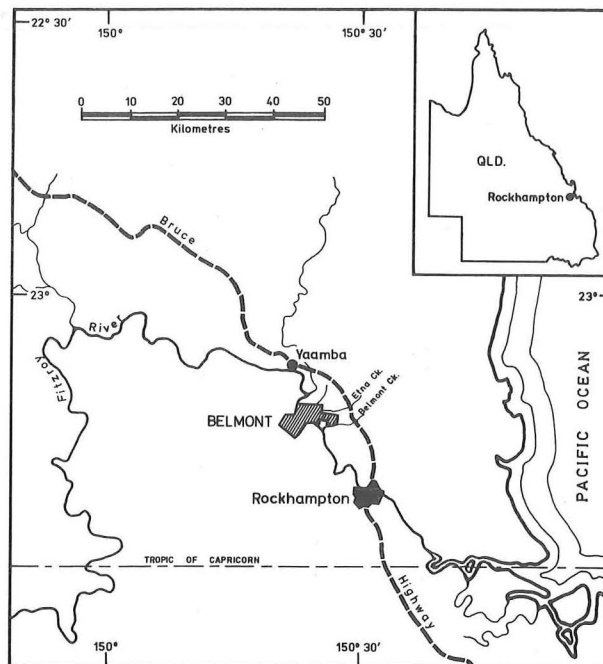 22° 30'
150°
150° 30'
0 10 20 30 40 50
Kilometres
QLD.
Rockhampton
Bruce
23°
23°
River
Fitzroy
Yaamba
Etna Ck.
Belmont Ck.
BELMONT
PACIFIC OCEAN
Rockhampton
TROPIC OF CAPRICORN
Highway
150°
150° 30'